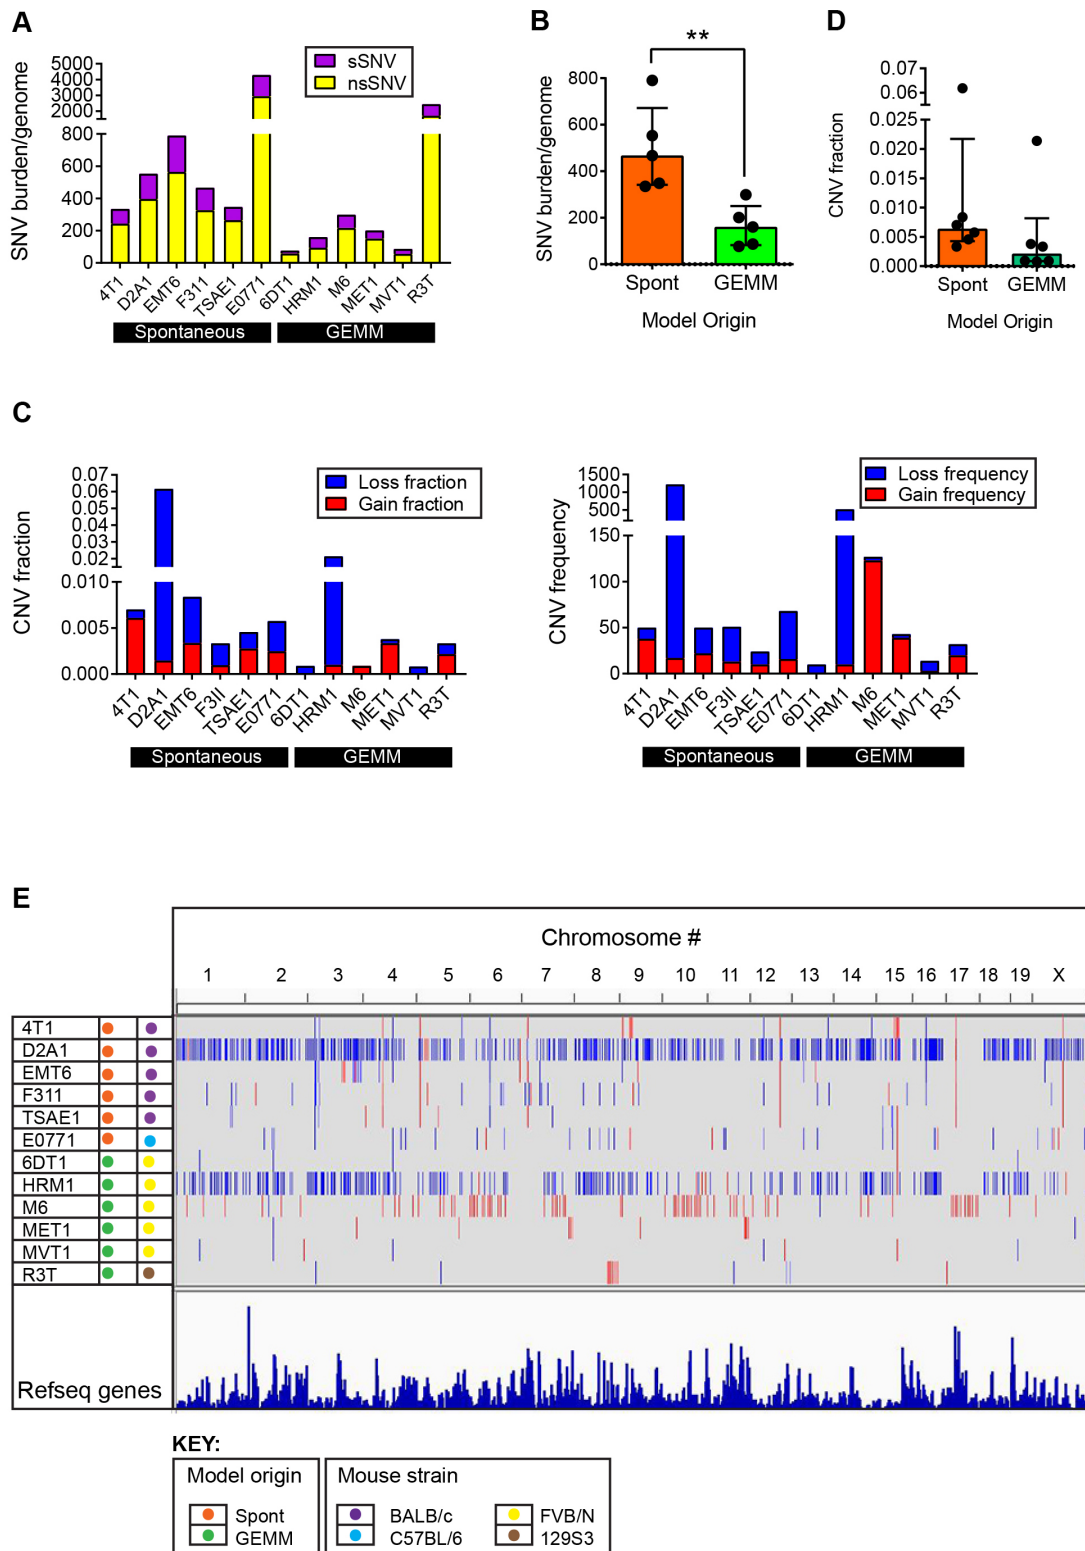 A
SNV burden/genome
5000
4000
3000
2000
800
600
400
200
0
sSNV
nsSNV
4T1
D2A1
EMT6
F311
TSAE1
E0771
6DT1
HRM1
M6
MET1
MVT1
R3T
Spontaneous
GEMM
B
**
SNV burden/genome
800
600
400
200
0
Spont
GEMM
Model Origin
D
CNV fraction
0.07
0.06
0.025
0.020
0.010
0.005
0.000
Spont
GEMM
Model Origin
C
CNV fraction
0.07
0.06
0.05
0.04
0.03
0.02
0.010
0.005
0.000
Loss fraction
Gain fraction
4T1
D2A1
EMT6
F3II
TSAE1
E0771
6DT1
HRM1
M6
MET1
MVT1
R3T
Spontaneous
GEMM
CNV frequency
1500
1000
500
150
100
50
0
Loss frequency
Gain frequency
4T1
D2A1
EMT6
F3II
TSAE1
E0771
6DT1
HRM1
M6
MET1
MVT1
R3T
Spontaneous
GEMM
E
Chromosome #
1 2 3 4 5 6 7 8 9 10 11 12 13 14 15 16 17 18 19 X
4T1
D2A1
EMT6
F311
TSAE1
E0771
6DT1
HRM1
M6
MET1
MVT1
R3T
Refseq genes
KEY:
Model origin
Spont
GEMM
Mouse strain
BALB/c
FVB/N
C57BL/6
129S3